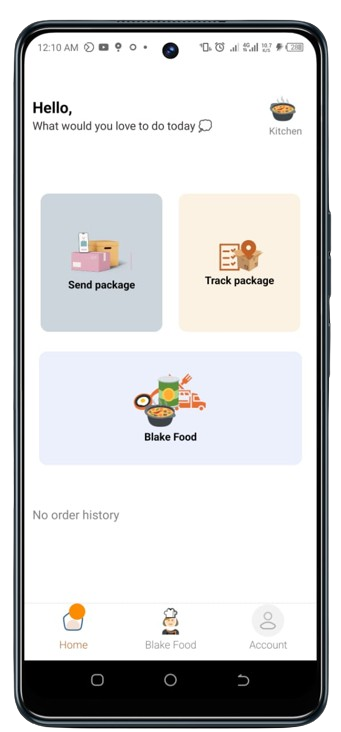 12:10 AM
Hello,
What would you love to do today
Kitchen
Send package
Track package
Blake Food
No order history
Home
Blake Food
Account